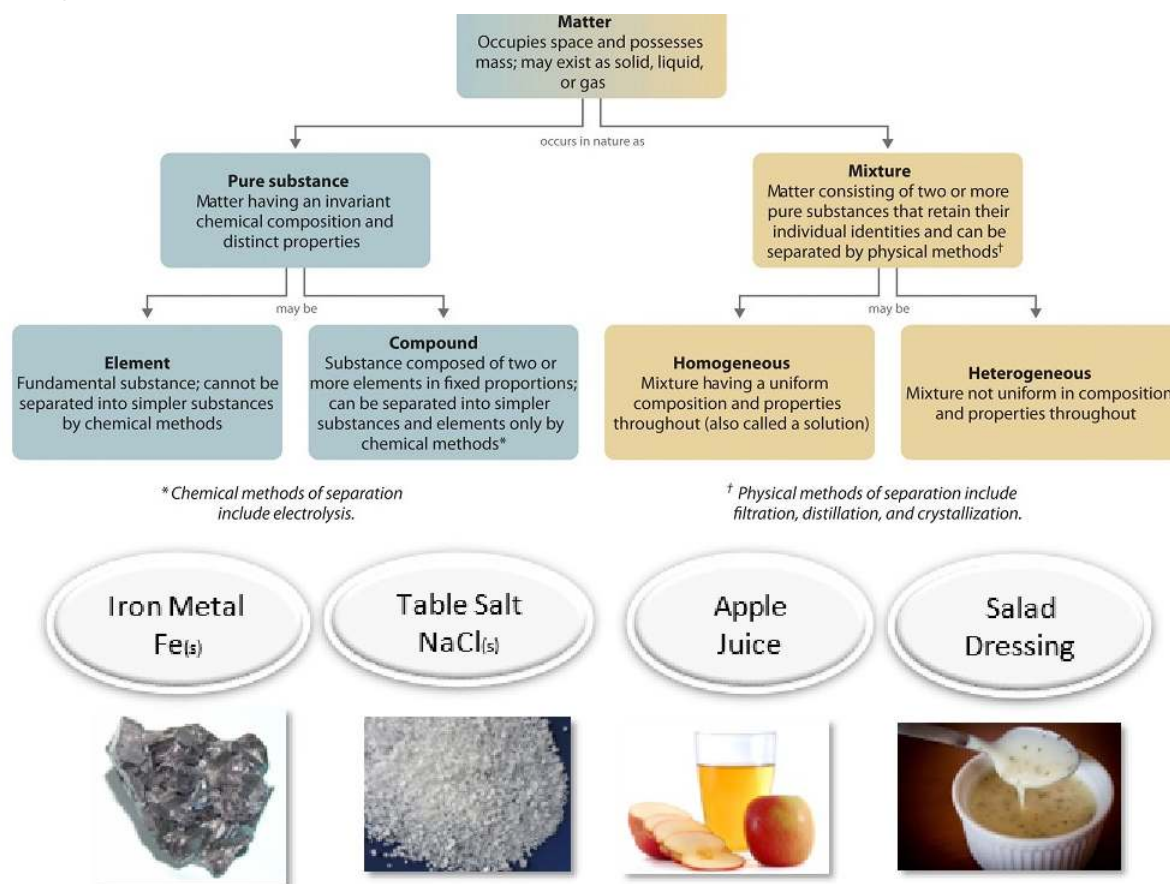 Matter
Occupies space and possesses
mass; may exist as solid, liquid,
or gas
occurs in nature as
Pure substance
Matter having an invariant
chemical composition and
distinct properties
Mixture
Matter consisting of two or more
pure substances that retain their
individual identities and can be
separated by physical methods†
may be
may be
Element
Fundamental substance; cannot be
separated into simpler substances
by chemical methods
Compound
Substance composed of two or
more elements in fixed proportions;
can be separated into simpler
substances and elements only by
chemical methods*
Homogeneous
Mixture having a uniform
composition and properties
throughout (also called a solution)
Heterogeneous
Mixture not uniform in composition
and properties throughout
* Chemical methods of separation
include electrolysis.
† Physical methods of separation include
filtration, distillation, and crystallization.
Iron Metal
Fe(s)
Table Salt
NaCl(s)
Apple
Juice
Salad
Dressing